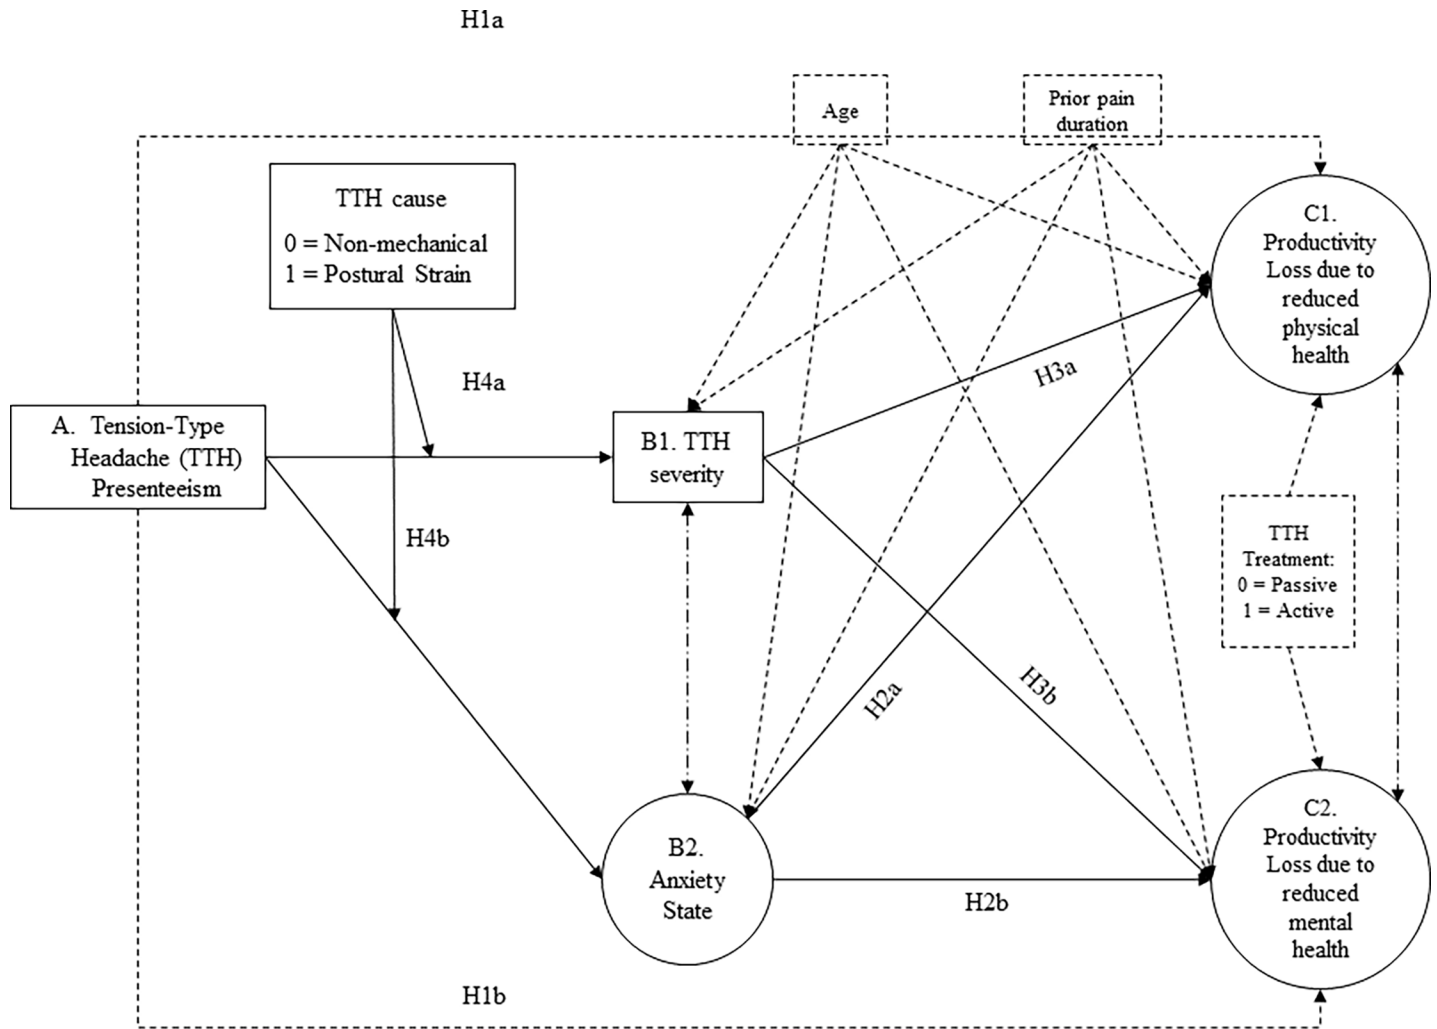 H1a
Age
Prior pain
duration
TTH cause
0 = Non-mechanical
1 = Postural Strain
C1.
Productivity
Loss due to
reduced
physical
health
H4a
H3a
A. Tension-Type
Headache (TTH)
Presenteeism
B1. TTH
severity
H4b
TTH
Treatment:
0 = Passive
1 = Active
H2a
H3b
B2.
Anxiety
State
H2b
C2.
Productivity
Loss due to
reduced
mental
health
H1b